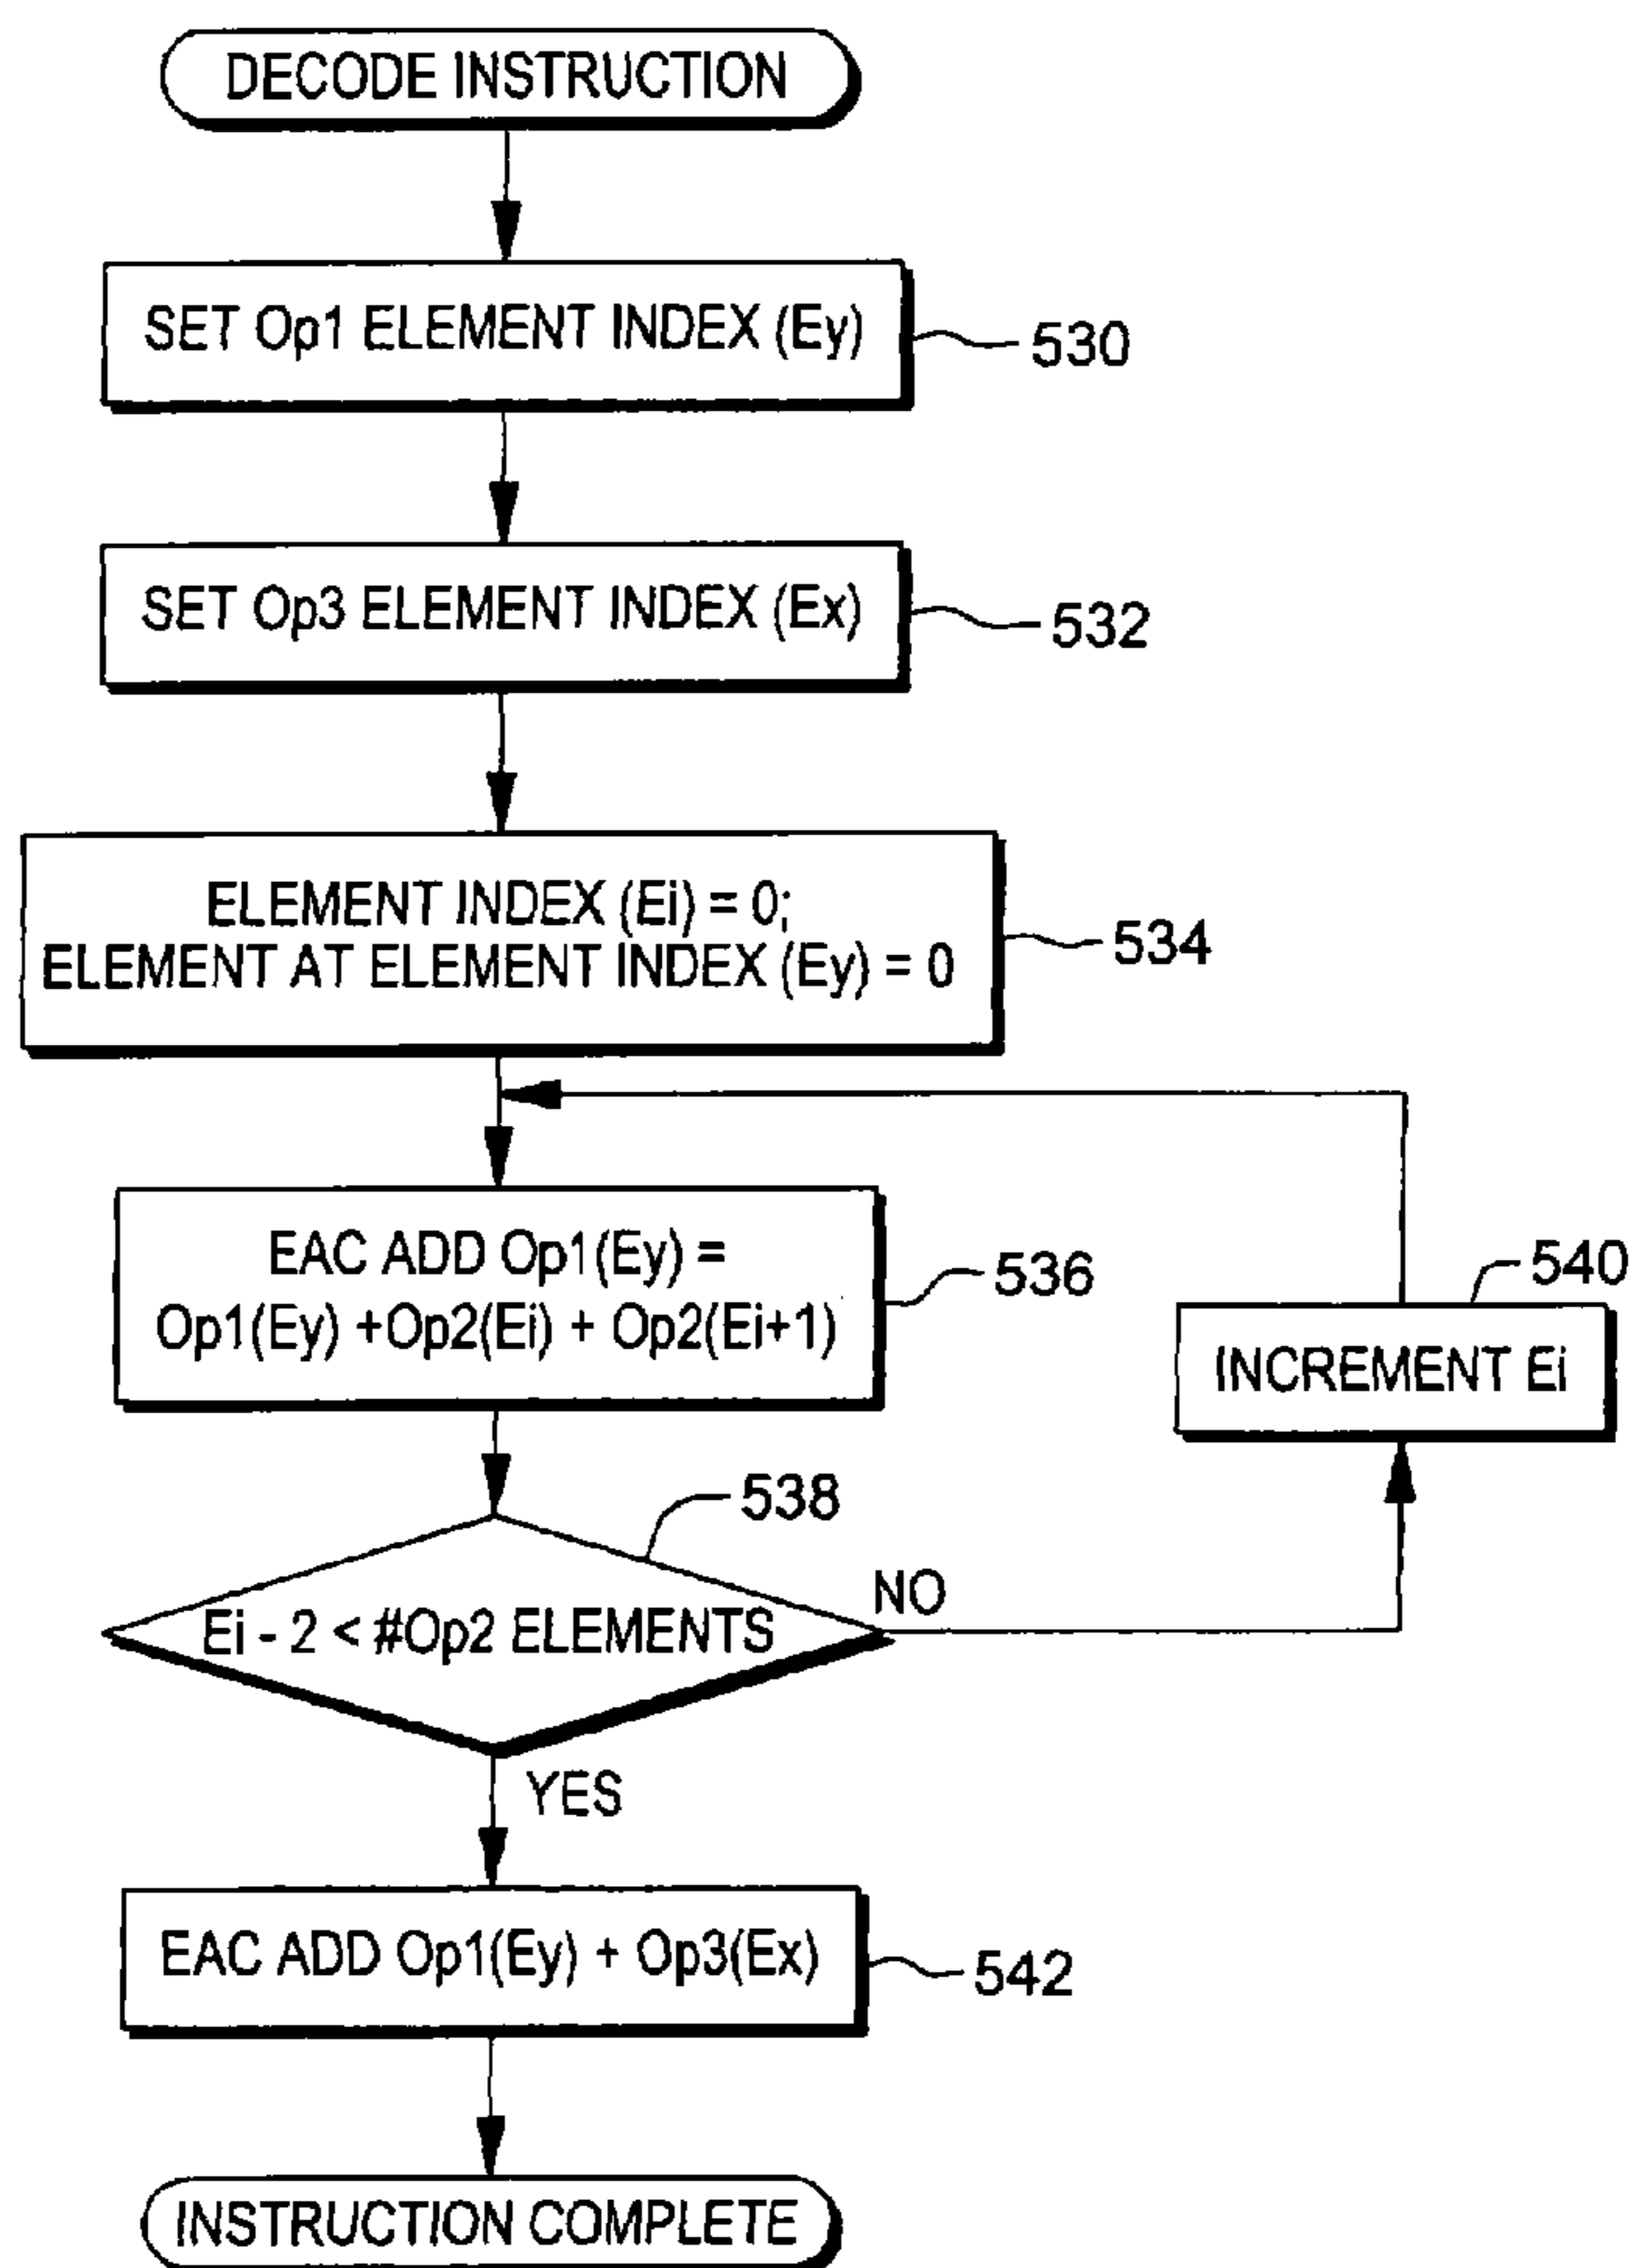 DECODE INSTRUCTION
SET Op1 ELEMENT INDEX (Ey)
530
SET Op3 ELEMENT INDEX (Ex)
532
ELEMENT INDEX (Ei) = 0;
ELEMENT AT ELEMENT INDEX (Ey) = 0
534
EAC ADD Op1(Ey) =
Op1(Ey) +Op2(Ei) + Op2(Ei+1)
536
540
INCREMENT Ei
538
Ei - 2 < #Op2 ELEMENTS
NO
YES
EAC ADD Op1(Ey) + Op3(Ex)
542
INSTRUCTION COMPLETE